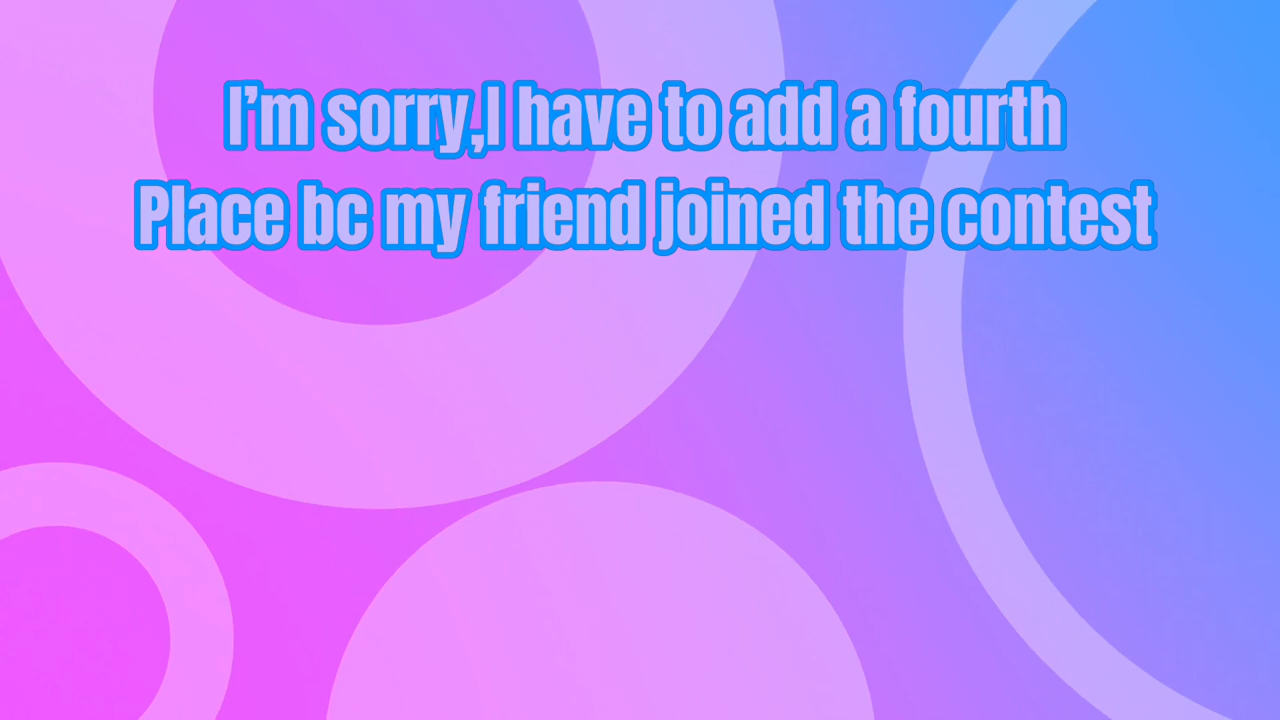 I’m sorry,I have to add a fourth
Place bc my friend joined the contest